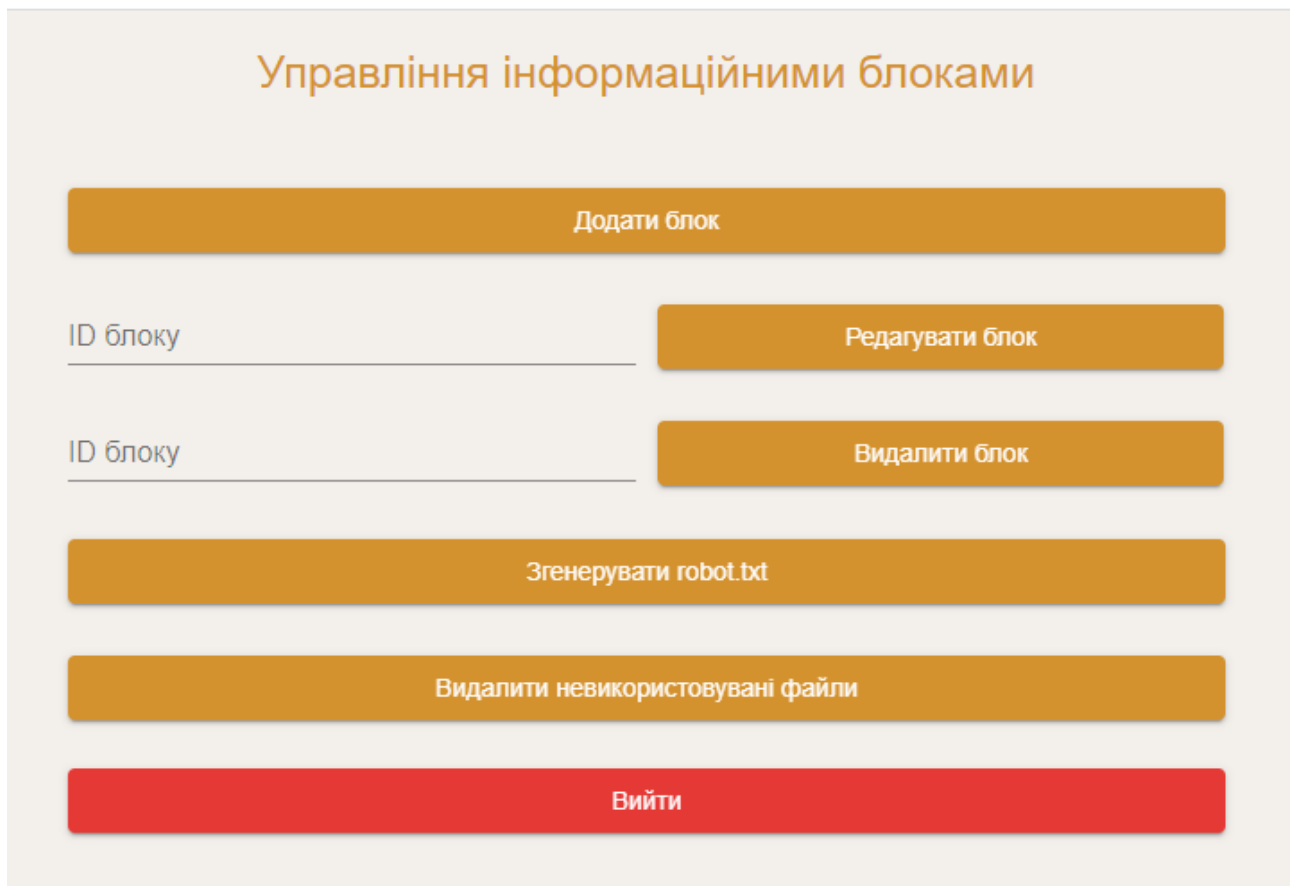 Управління інформаційними блоками
Додати блок
ID блоку
Редагувати блок
ID блоку
Видалити блок
Згенерувати robot.txt
Видалити невикористовувані файли
Вийти